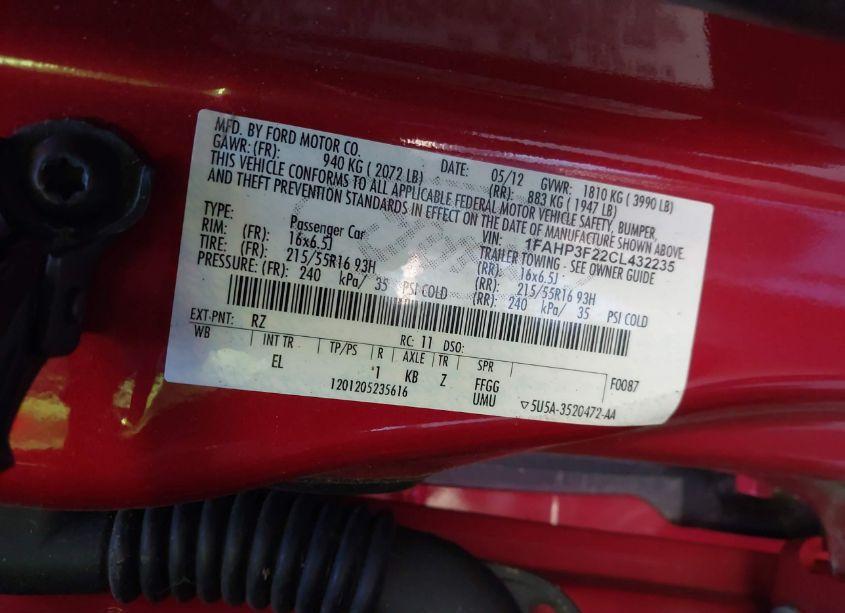 MFD. BY FORD MOTOR CO.
DATE: 05/12 GVWR: 1810 KG ( 3990 LB)
GAWR: (FR): 940 KG ( 2072 LB) (RR): 883 KG ( 1947 LB)
THIS VEHICLE CONFORMS TO ALL APPLICABLE FEDERAL MOTOR VEHICLE SAFETY, BUMPER,
AND THEFT PREVENTION STANDARDS IN EFFECT ON THE DATE OF MANUFACTURE SHOWN ABOVE.
VIN: 1FAHP3F22CL432235
TYPE: Passenger Car TRAILER TOWING - SEE OWNER GUIDE
RIM: (FR): 16x6.5J (RR): 16x6.5J
TIRE: (FR): 215/55R16 93H (RR): 215/55R16 93H
PRESSURE: (FR): 240 kPa/ 35 PSI COLD (RR): 240 kPa/ 35 PSI COLD
EXT PNT: RZ RC: 11 DSO:
WB INT TR TP/PS R AXLE TR SPR F0087
EL *1 KB Z FFGG
1201205235616 UMU ▽5U5A-3520472-AA